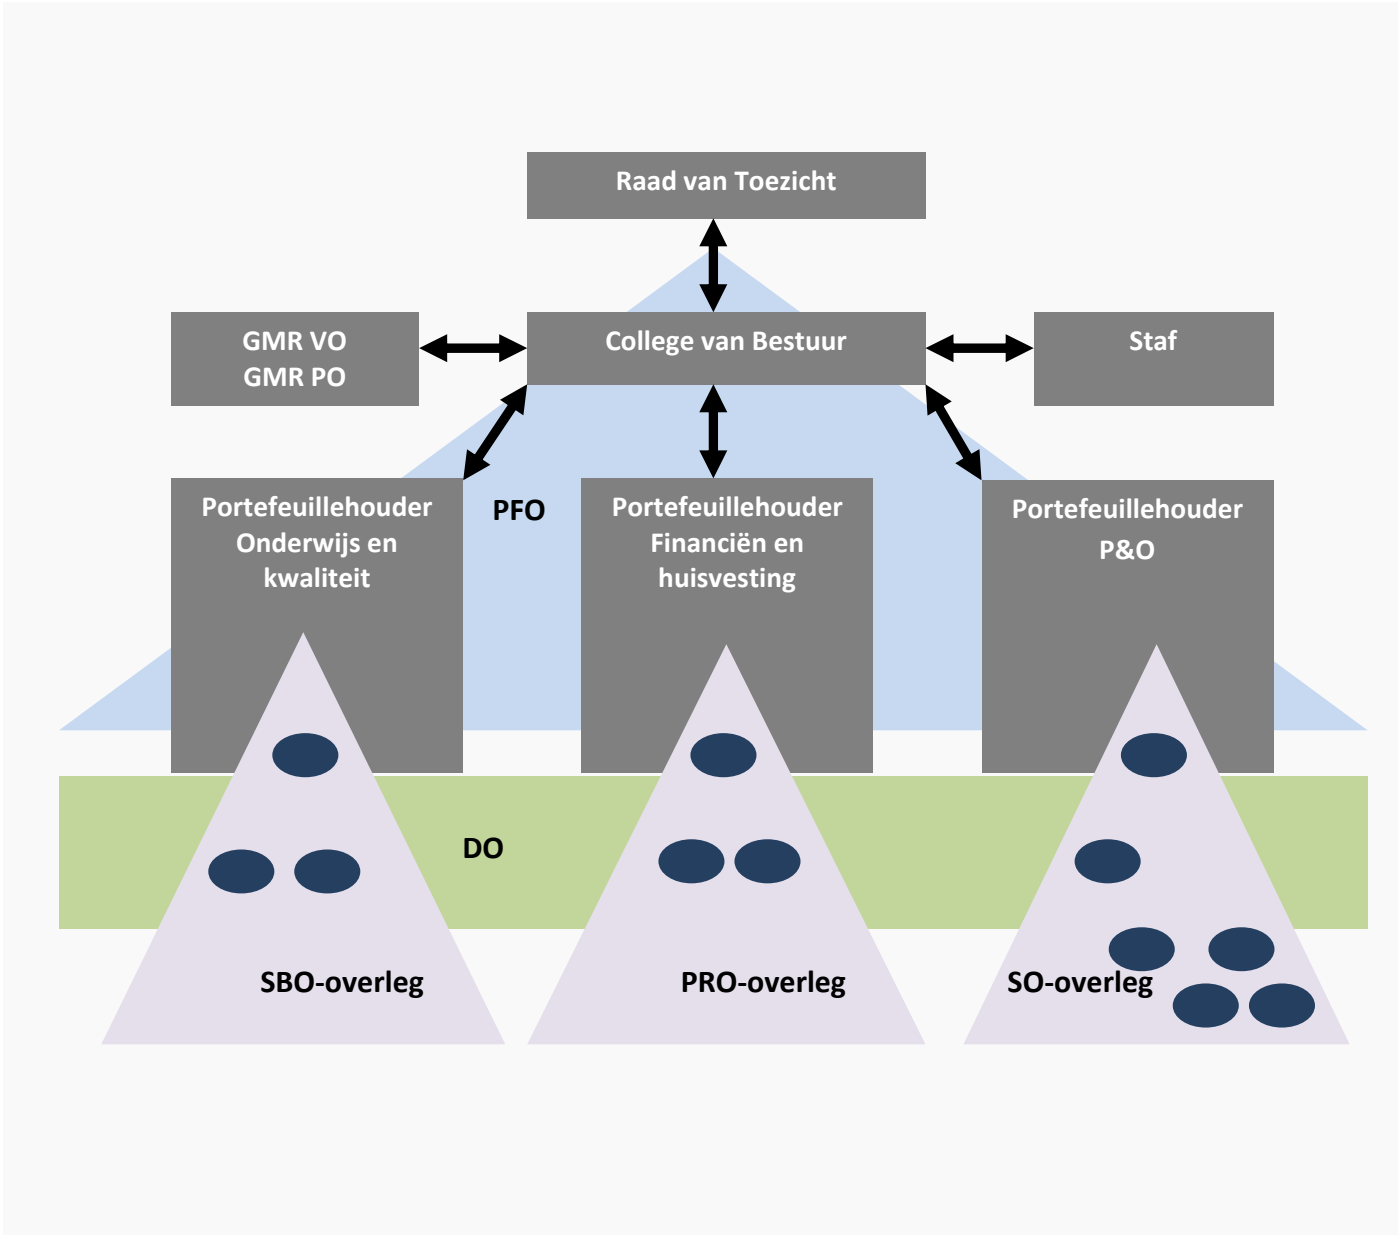 Raad van Toezicht
GMR VO
GMR PO
College van Bestuur
Staf
Portefeuillehouder
Onderwijs en
kwaliteit
PFO
Portefeuillehouder
Financiën en
huisvesting
Portefeuillehouder
P&O
DO
SBO-overleg
PRO-overleg
SO-overleg